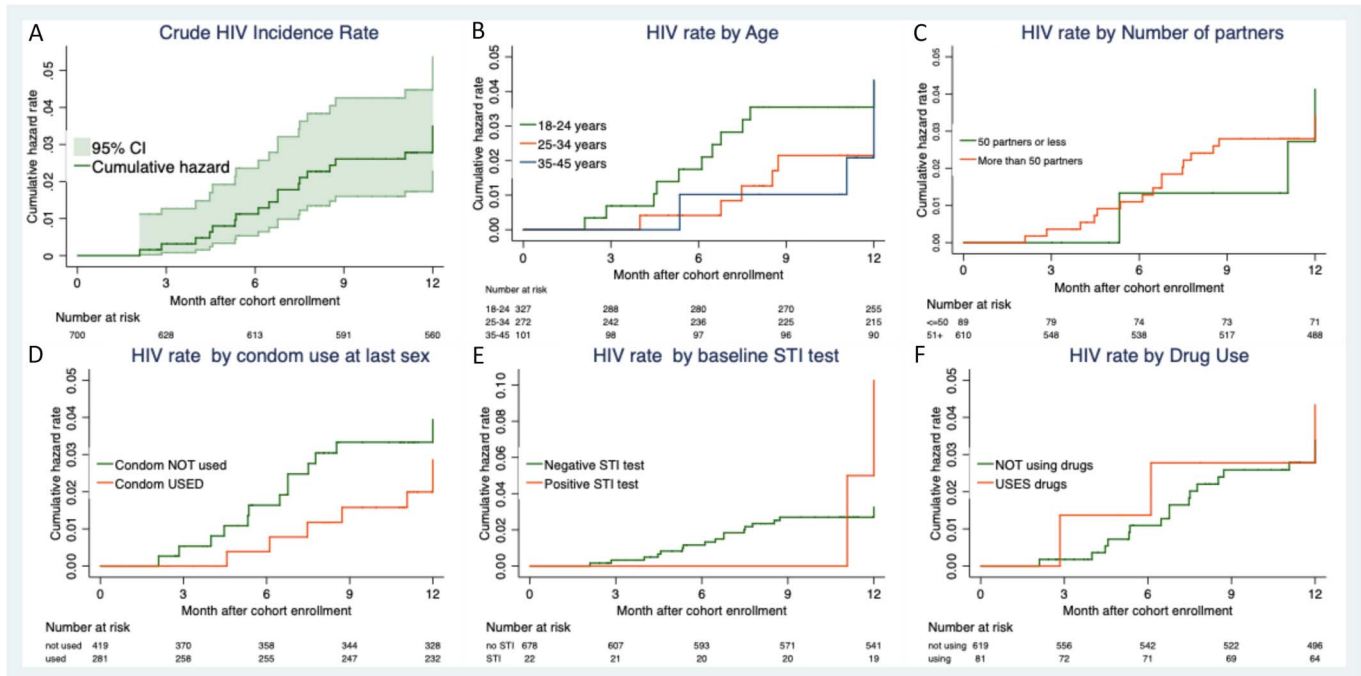 A
Crude HIV Incidence Rate
Cumulative hazard rate
.05
.04
.03
.02
.01
0
95% CI
Cumulative hazard
0 3 6 9 12
Month after cohort enrollment
Number at risk
700 628 613 591 560
B
HIV rate by Age
Cumulative hazard rate
0.05
0.04
0.03
0.02
0.01
0.00
18-24 years
25-34 years
35-45 years
0 3 6 9 12
Month after cohort enrollment
Number at risk
18-24 327 288 280 270 255
25-34 272 242 236 225 215
35-45 101 98 97 96 90
C
HIV rate by Number of partners
Cumulative hazard rate
0.05
0.04
0.03
0.02
0.01
0.00
50 partners or less
More than 50 partners
0 3 6 9 12
Month after cohort enrollment
Number at risk
<=50 89 79 74 73 71
51+ 610 548 538 517 488
D
HIV rate by condom use at last sex
Cumulative hazard rate
0.05
0.04
0.03
0.02
0.01
0.00
Condom NOT used
Condom USED
0 3 6 9 12
Month after cohort enrollment
Number at risk
not used 419 370 358 344 328
used 281 258 255 247 232
E
HIV rate by baseline STI test
Cumulative hazard rate
0.10
0.08
0.06
0.04
0.02
0.00
Negative STI test
Positive STI test
0 3 6 9 12
Month after cohort enrollment
Number at risk
no STI 678 607 593 571 541
STI 22 21 20 20 19
F
HIV rate by Drug Use
Cumulative hazard rate
0.05
0.04
0.03
0.02
0.01
0.00
NOT using drugs
USES drugs
0 3 6 9 12
Month after cohort enrollment
Number at risk
not using 619 556 542 522 496
using 81 72 71 69 64